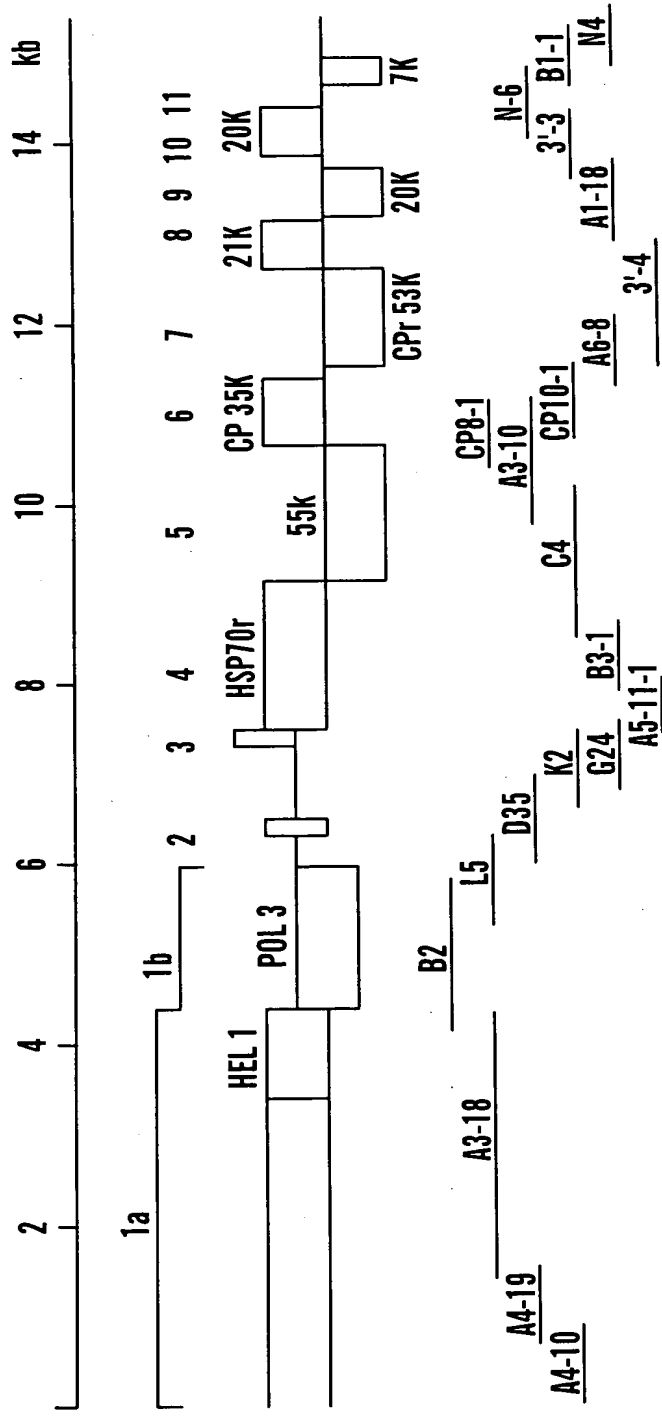 2 4 6 8 10 12 14 kb
1a 1b 2 3 4 5 6 7 8 9 10 11
HEL 1
POL 3
HSP70r
55k
CP 35K
CPr 53K
21K
20K
20K
7K
A4-10
A4-19
A3-18
B2
L5
D35
K2
G24
A5-11-1
B3-1
C4
A3-10
CP8-1
CP10-1
A6-8
3'-4
A1-18
3'-3
N-6
B1-1
N4